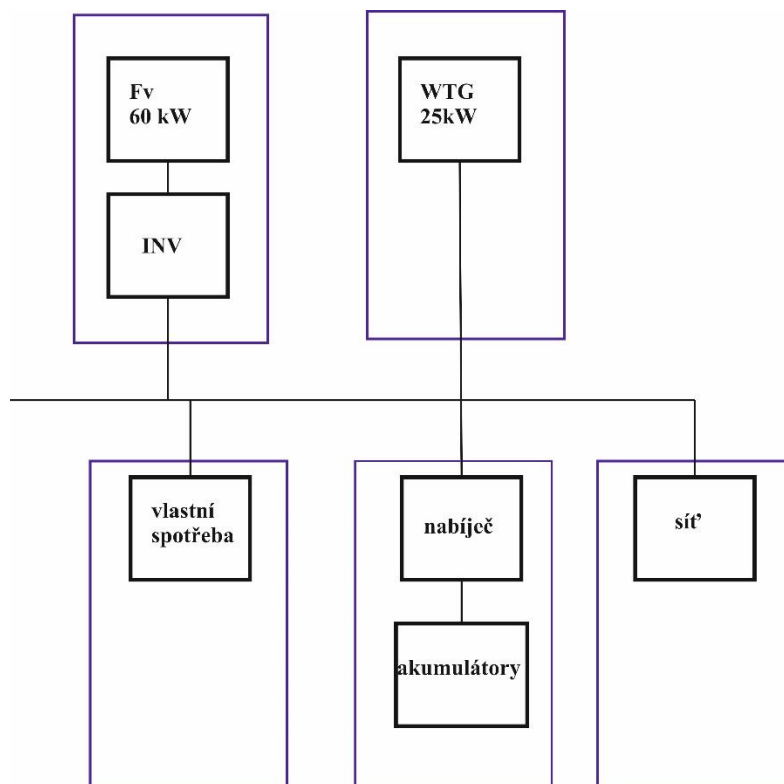 Fv
60 kW
WTG
25kW
INV
vlastní
spotřeba
nabíječ
síť
akumulátory